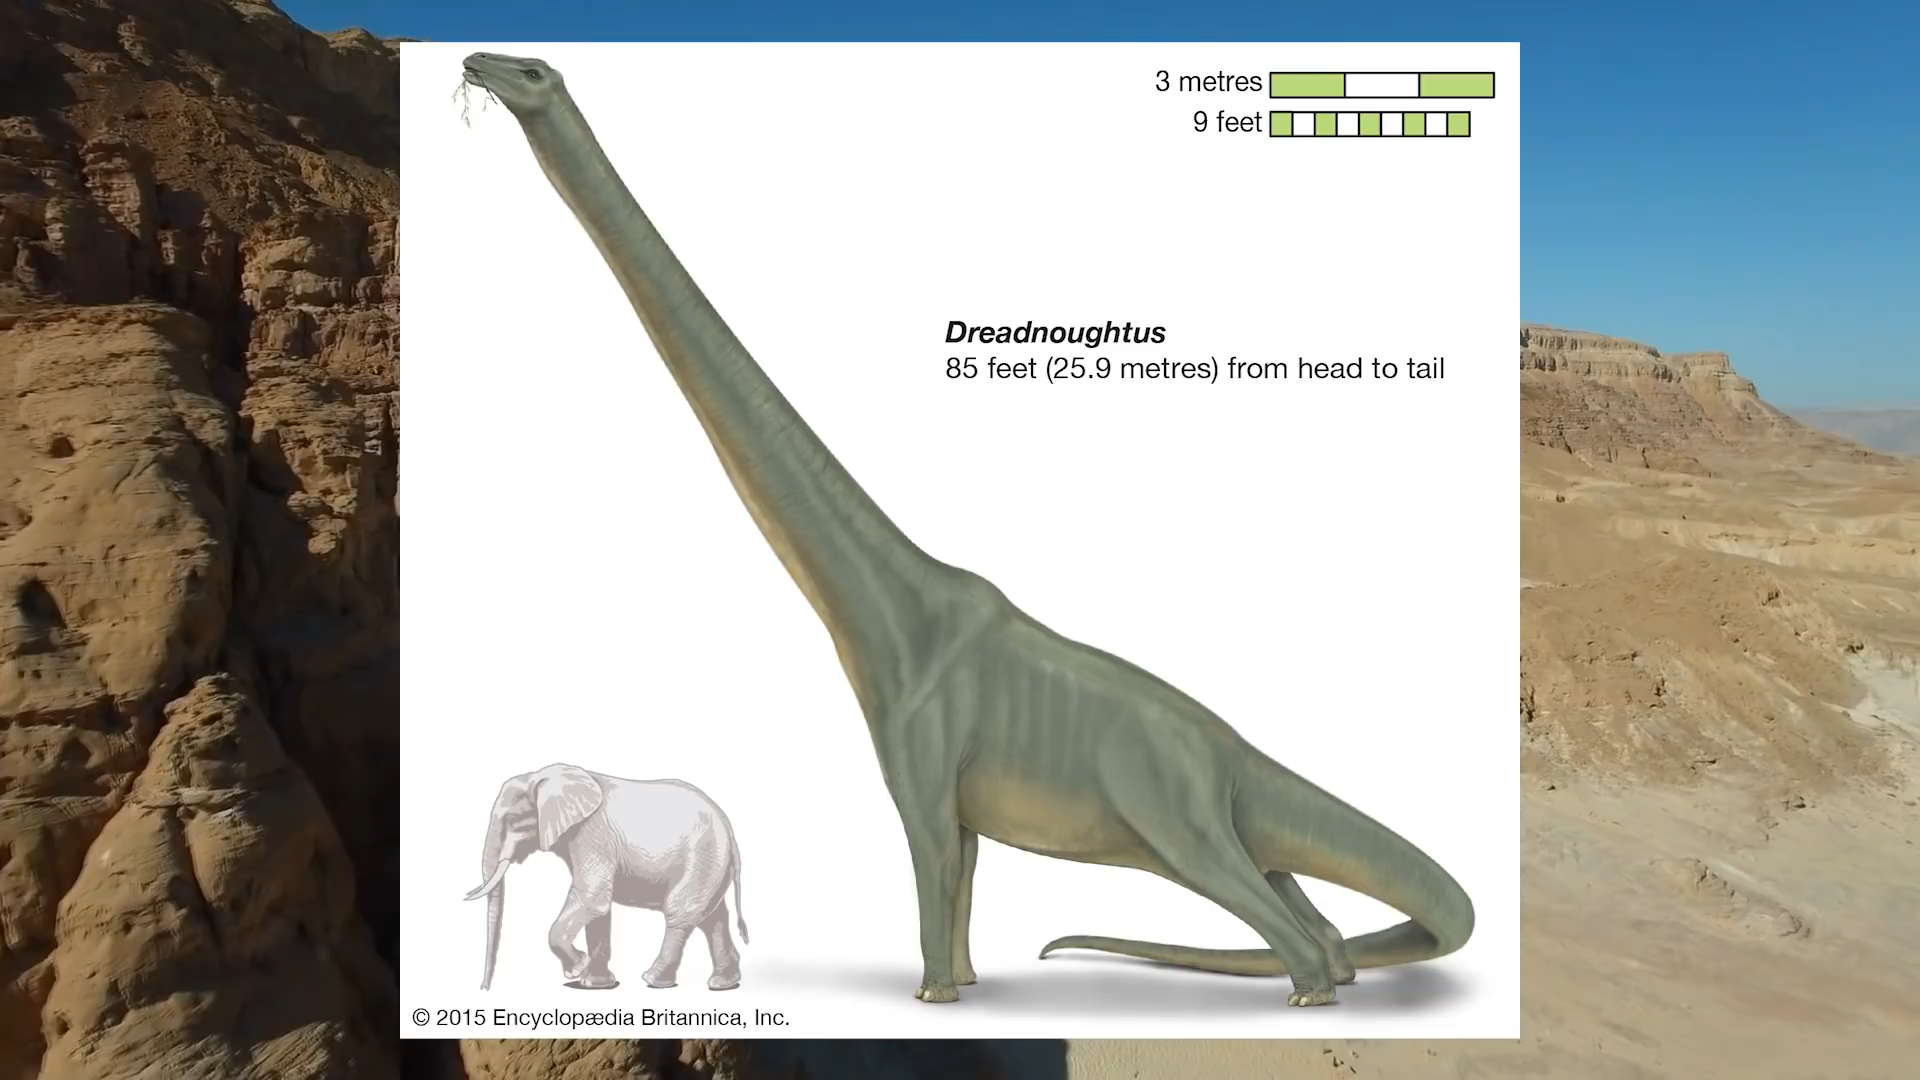 3 metres
9 feet
Dreadnoughtus
85 feet (25.9 metres) from head to tail
© 2015 Encyclopædia Britannica, Inc.